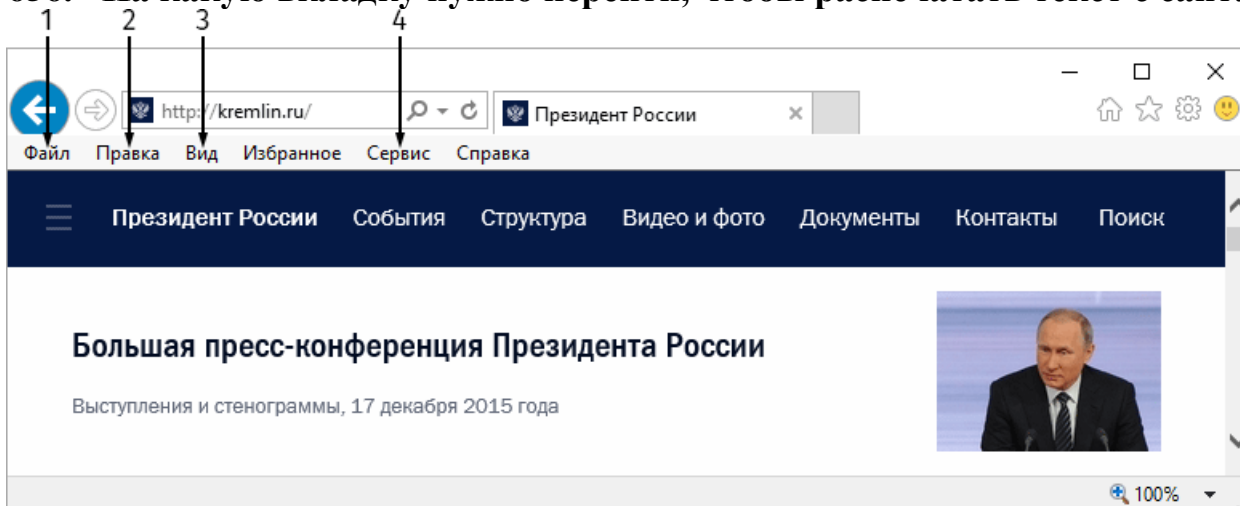 1 2 3 4
http://kremlin.ru/
Президент России
Файл Правка Вид Избранное Сервис Справка
Президент России События Структура Видео и фото Документы Контакты Поиск
Большая пресс-конференция Президента России
Выступления и стенограммы, 17 декабря 2015 года
100%